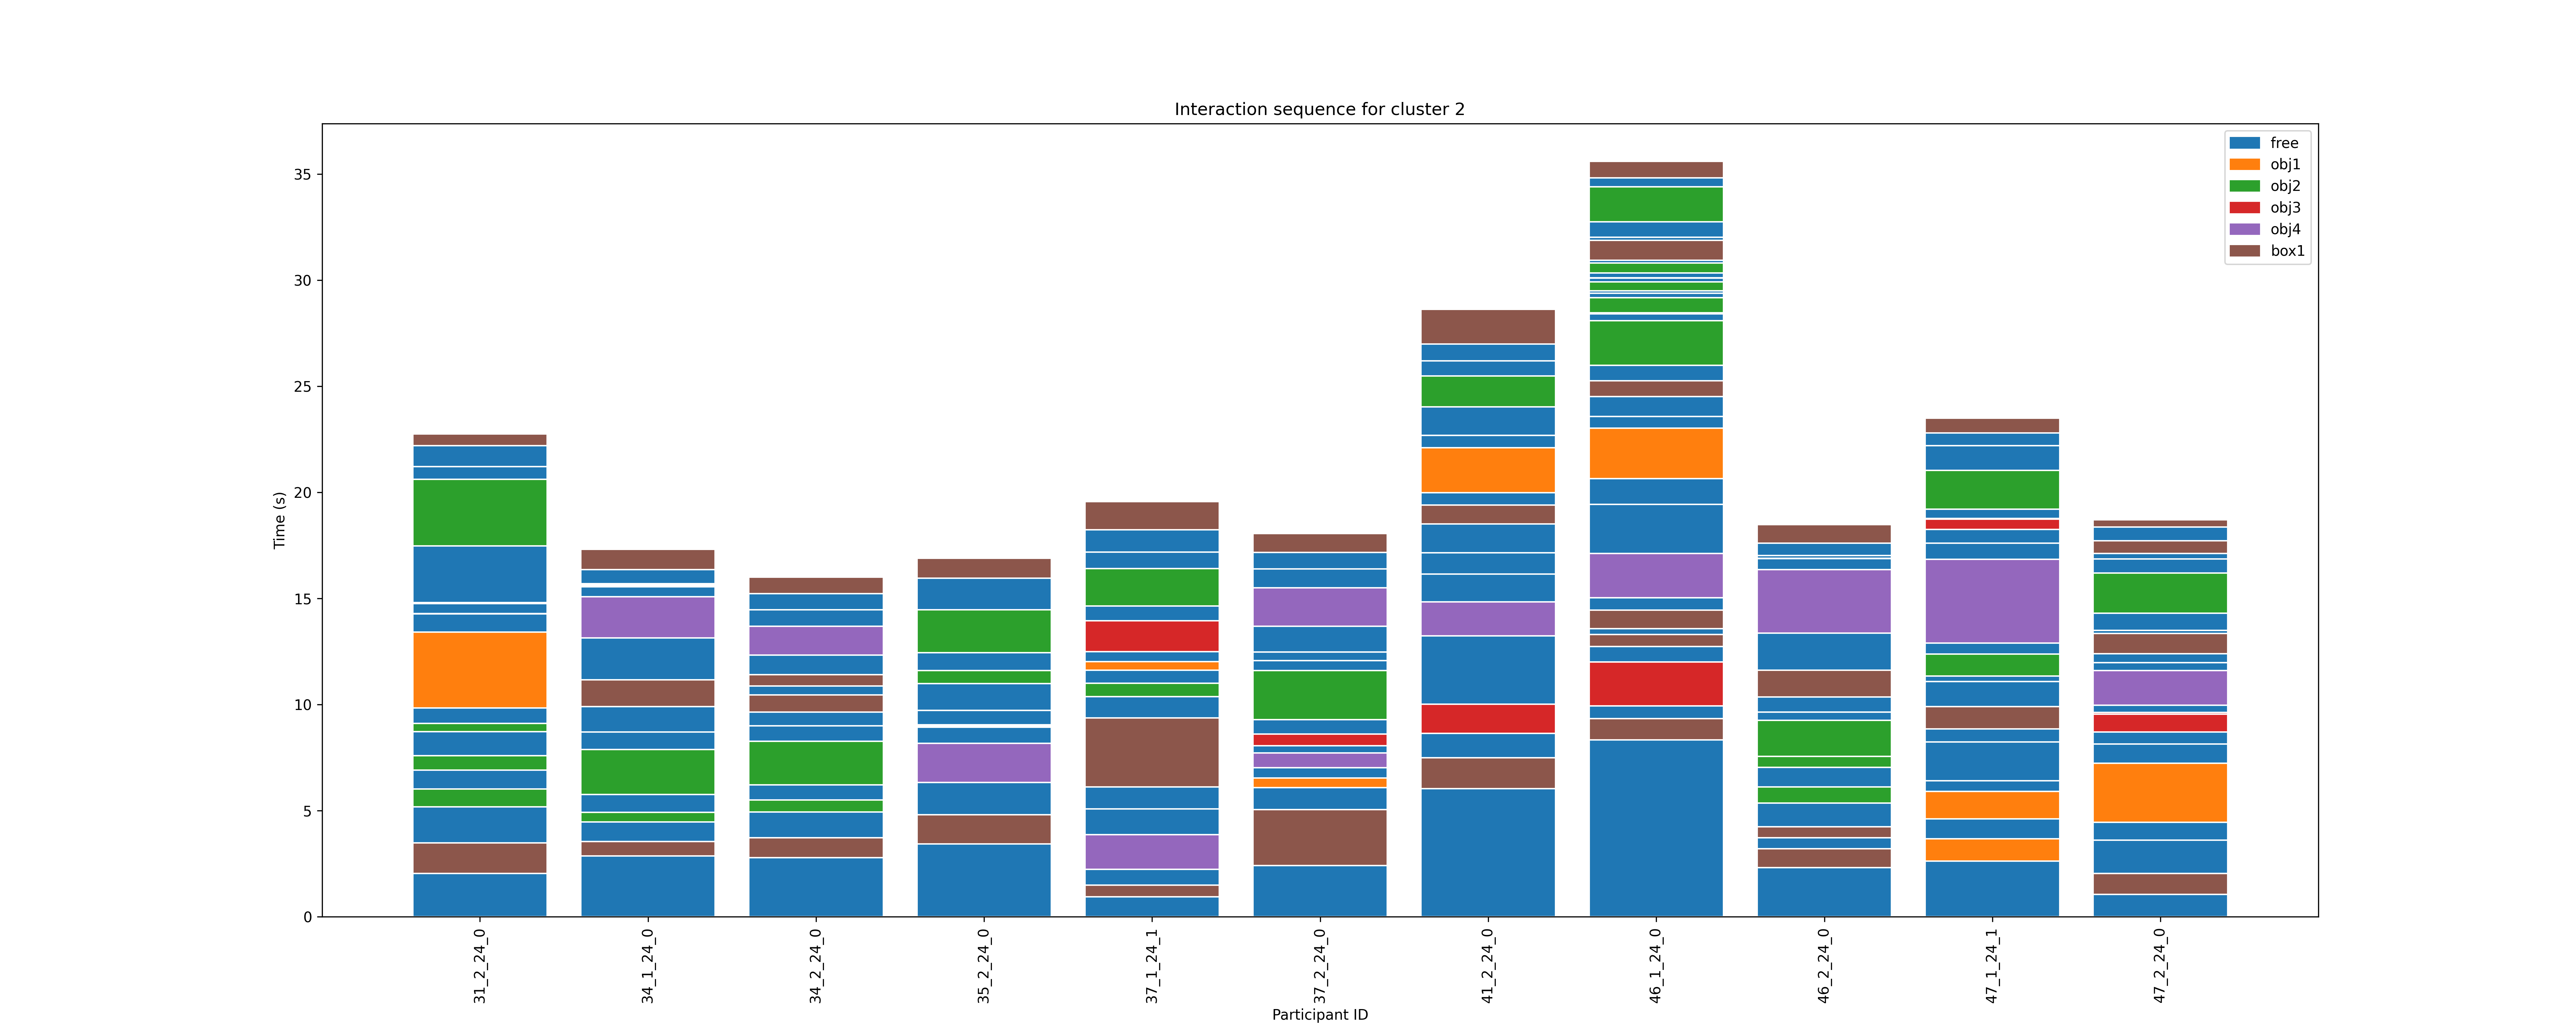 Interaction sequence for cluster 2
free
obj1
obj2
obj3
obj4
box1
Time (s)
35
30
25
20
15
10
5
0
31_2_24_0
34_1_24_0
34_2_24_0
35_2_24_0
37_1_24_1
37_2_24_0
41_2_24_0
46_1_24_0
46_2_24_0
47_1_24_1
47_2_24_0
Participant ID